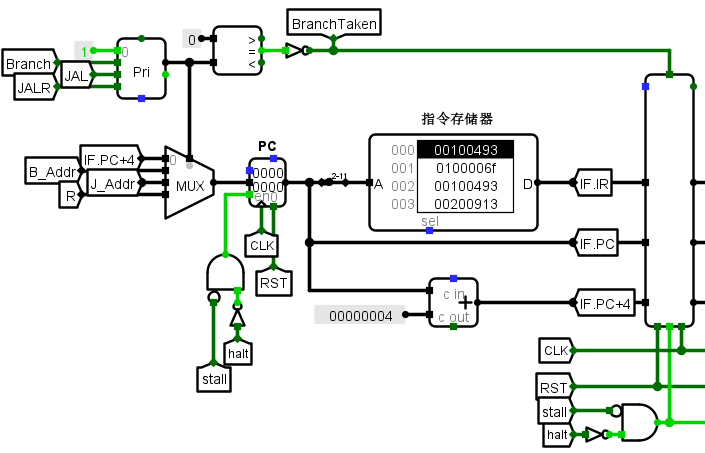 BranchTaken
0
>
=
<
1
0
Pri
Branch
JAL
JALR
指令存储器
000 00100493
001 0100006f
002 00100493
003 00200913
A
D
sel
PC
0000
0000
en0
2-11
IF.PC+4
B_Addr
J_Addr
R
0
MUX
IF.IR
IF.PC
IF.PC+4
CLK
RST
c in
+
c out
00000004
halt
stall
CLK
RST
stall
halt